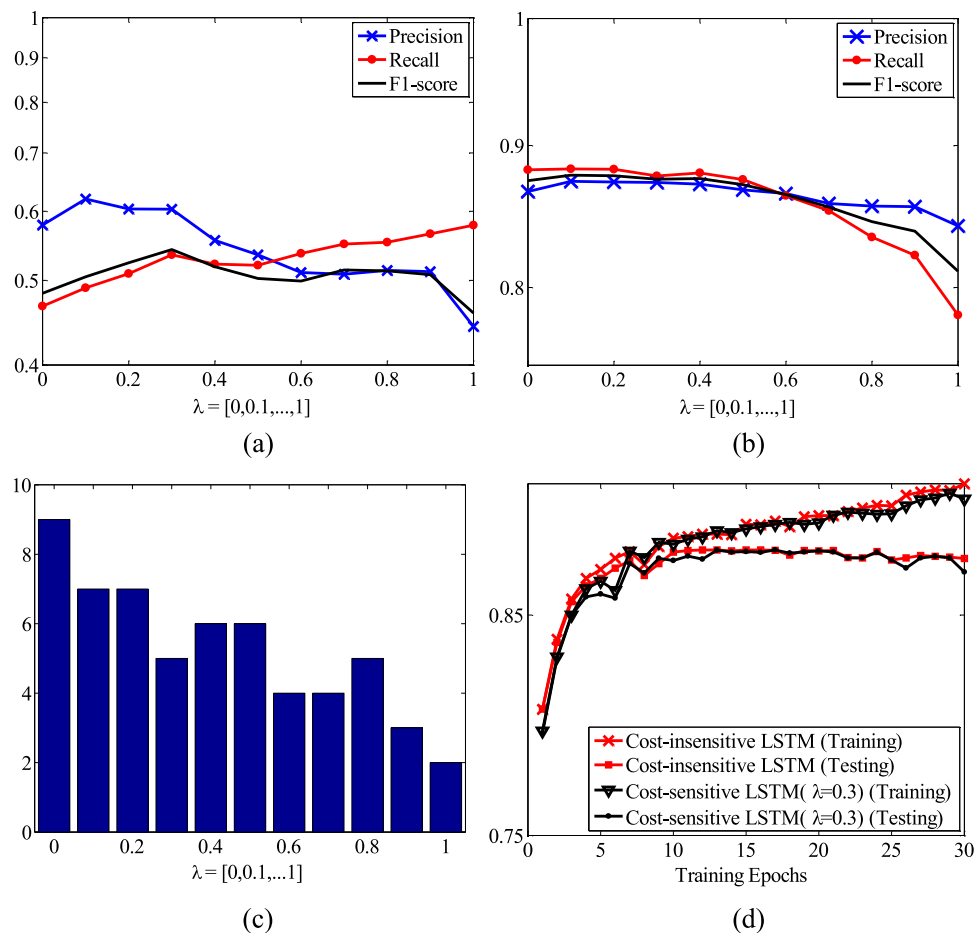 1
0.9
0.8
0.7
0.6
0.5
0.4
Precision
Recall
F1-score
0 0.2 0.4 0.6 0.8 1
λ = [0,0.1,...,1]
(a)
1
0.9
0.8
Precision
Recall
F1-score
0 0.2 0.4 0.6 0.8 1
λ = [0,0.1,...,1]
(b)
10
8
6
4
2
0
0 0.2 0.4 0.6 0.8 1
λ = [0,0.1,...1]
(c)
0.85
0.75
Cost-insensitive LSTM (Training)
Cost-insensitive LSTM (Testing)
Cost-sensitive LSTM( λ=0.3) (Training)
Cost-sensitive LSTM( λ=0.3) (Testing)
0 5 10 15 20 25 30
Training Epochs
(d)